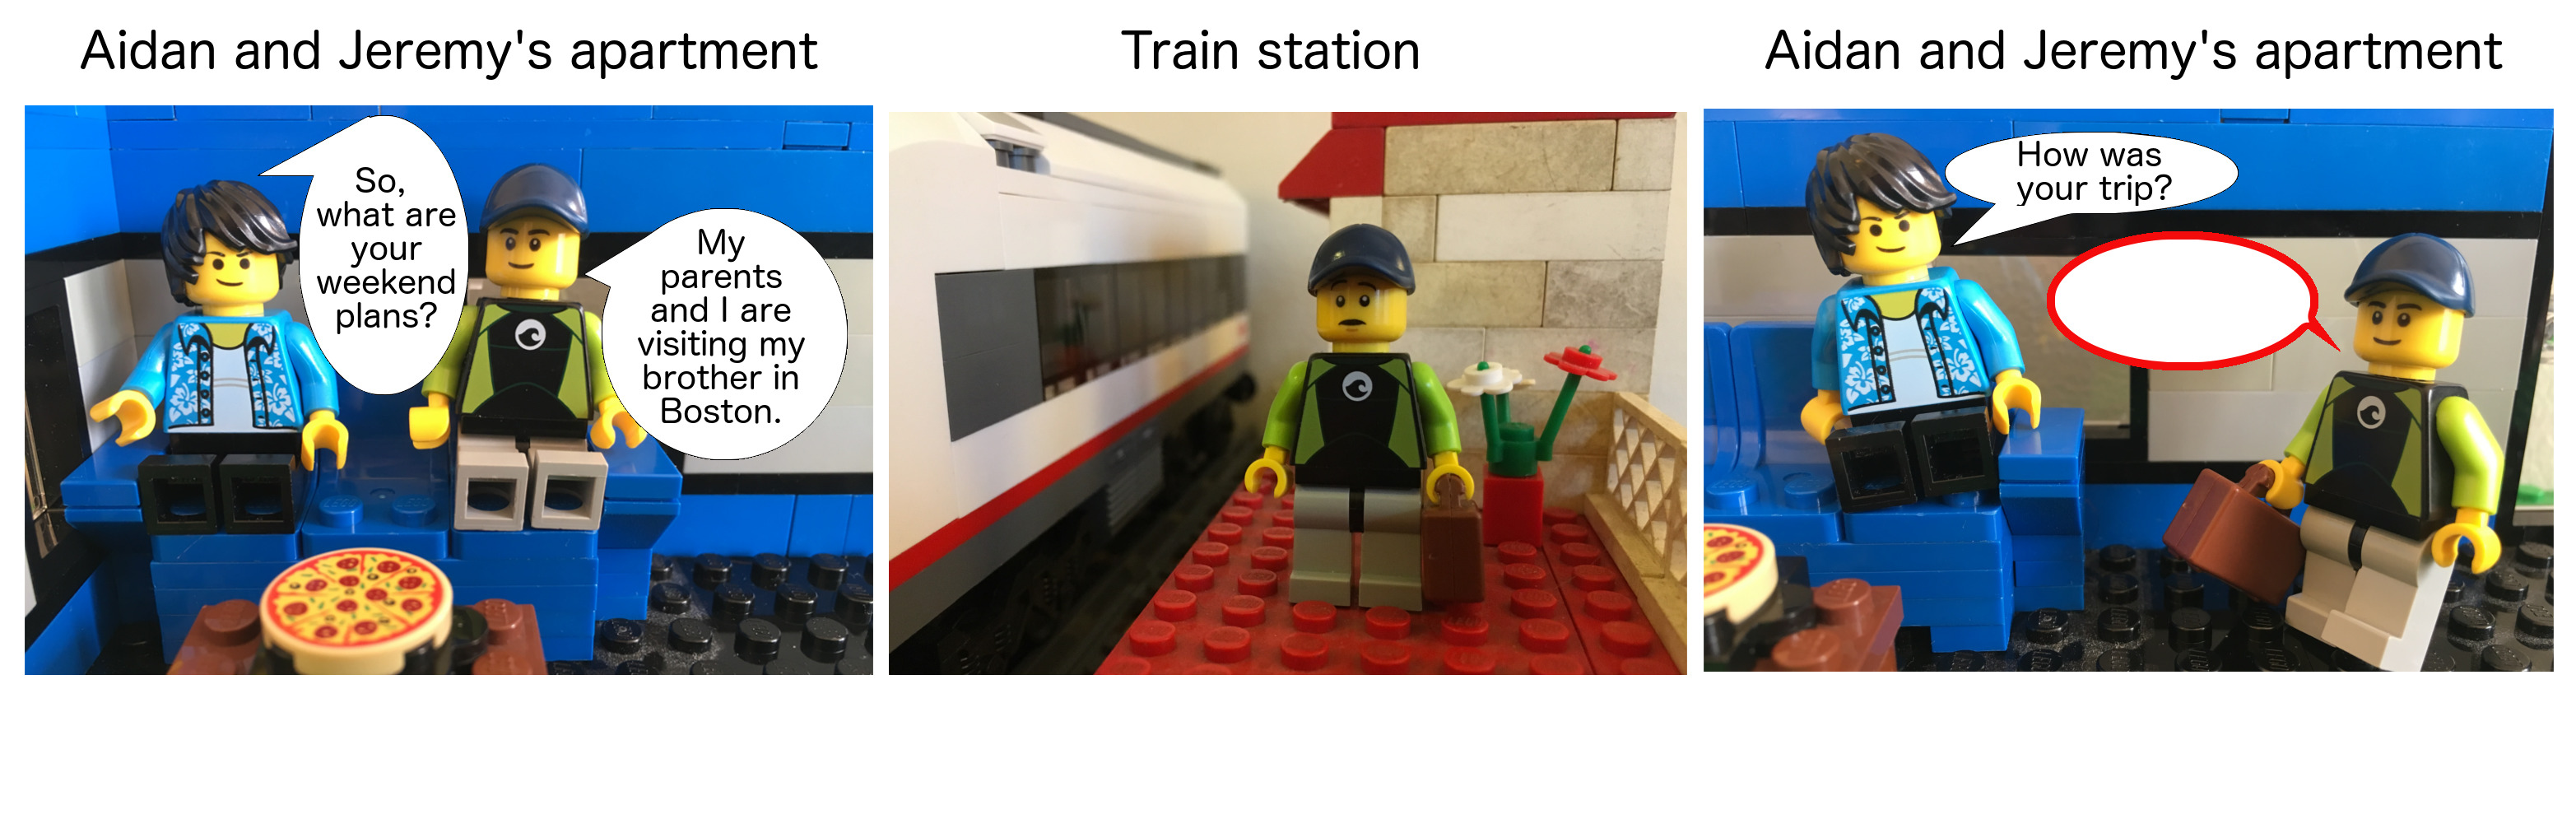 Aidan and Jeremy's apartment
So,
what are
your
weekend
plans?
My
parents
and I are
visiting my
brother in
Boston.
Train station
Aidan and Jeremy's apartment
How was
your trip?